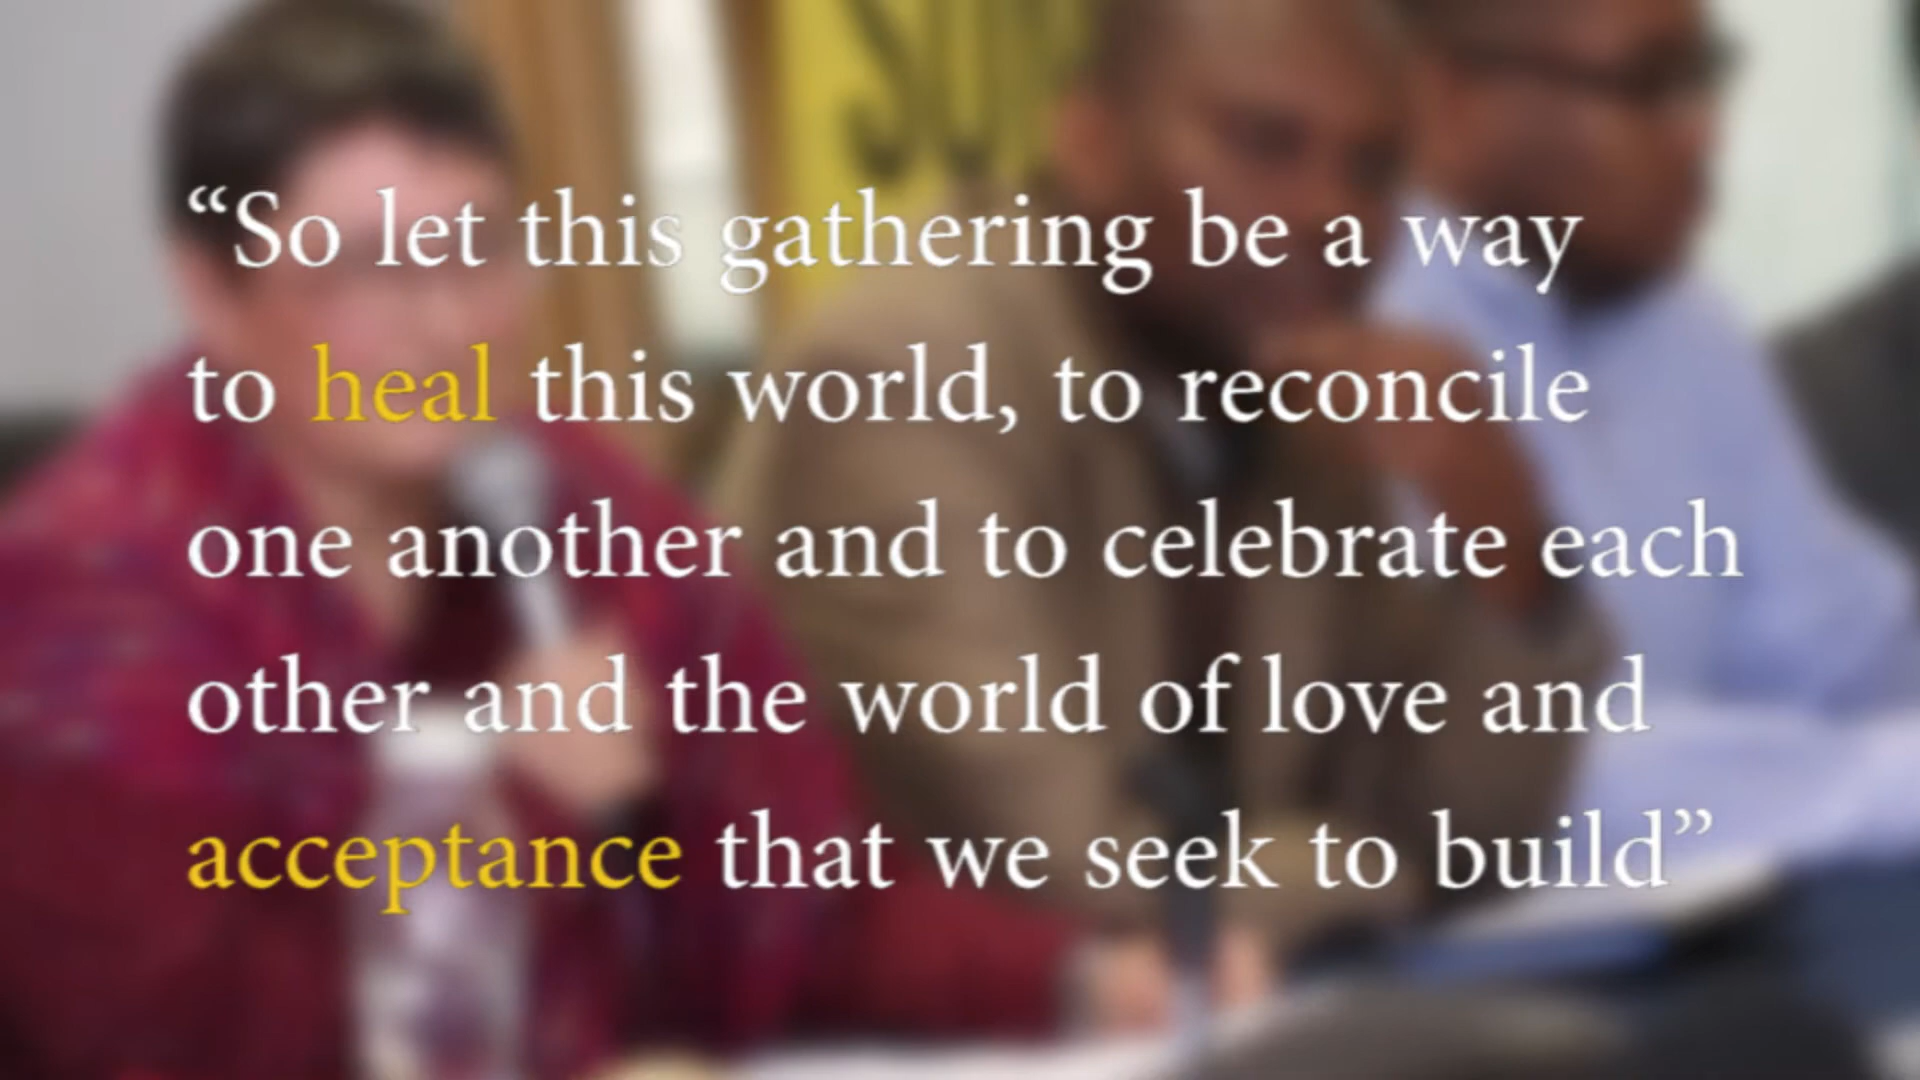 “So let this gathering be a way
to heal this world, to reconcile
one another and to celebrate each
other and the world of love and
acceptance that we seek to build”